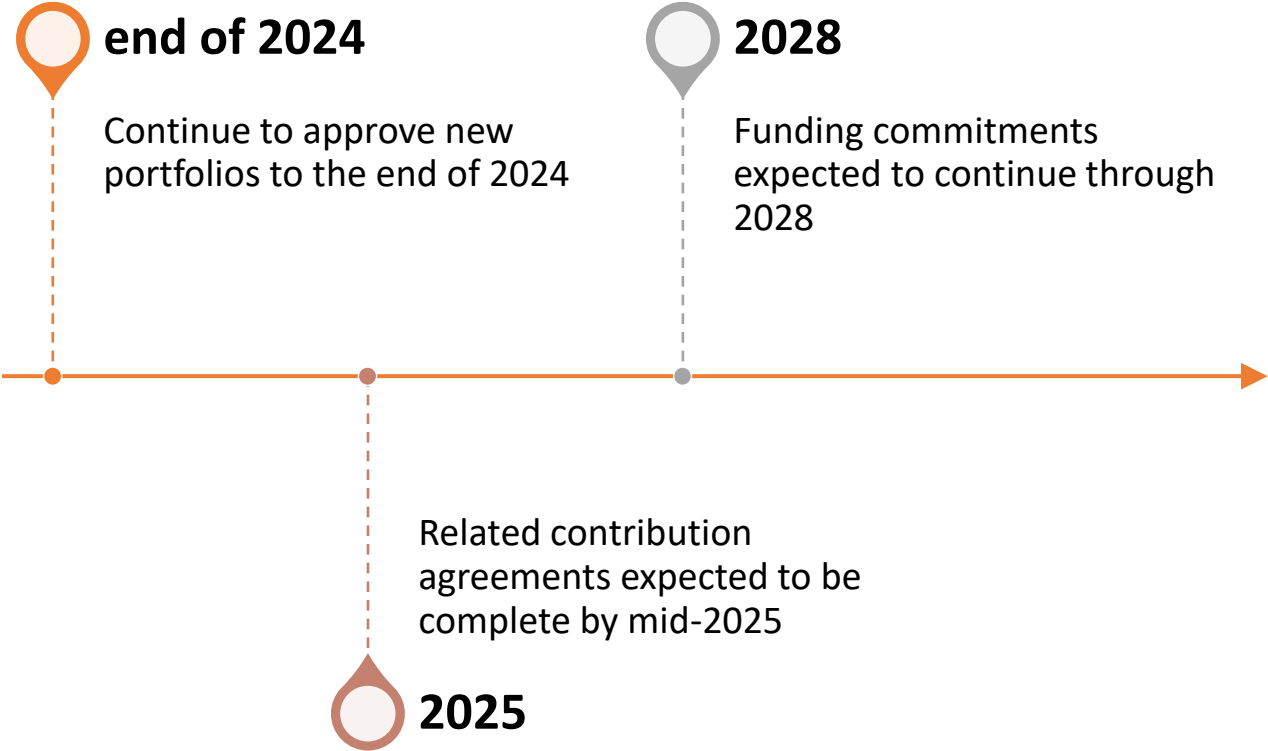 end of 2024
Continue to approve new
portfolios to the end of 2024
2028
Funding commitments
expected to continue through
2028
Related contribution
agreements expected to be
complete by mid-2025
2025